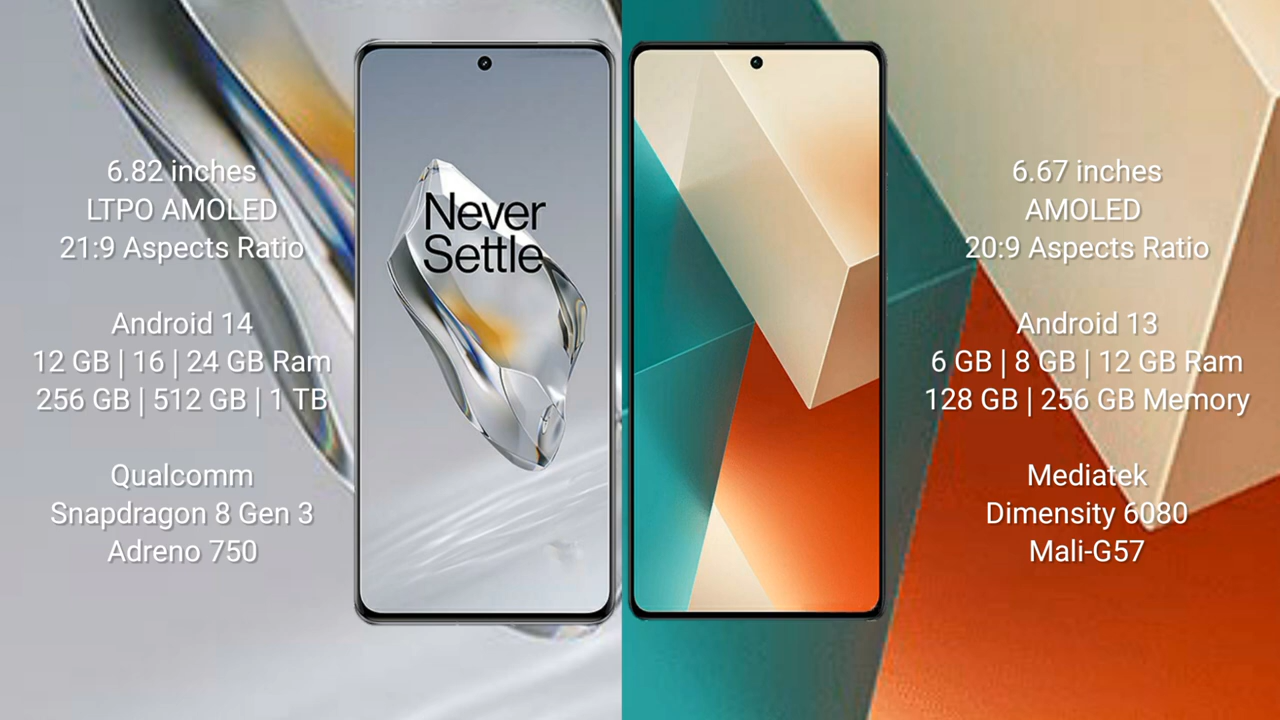 6.82 inches
LTPO AMOLED
21:9 Aspects Ratio
Android 14
12 GB | 16 | 24 GB Ram
256 GB | 512 GB | 1 TB
Qualcomm
Snapdragon 8 Gen 3
Adreno 750
Never
Settle
6.67 inches
AMOLED
20:9 Aspects Ratio
Android 13
6 GB | 8 GB | 12 GB Ram
128 GB | 256 GB Memory
Mediatek
Dimensity 6080
Mali-G57